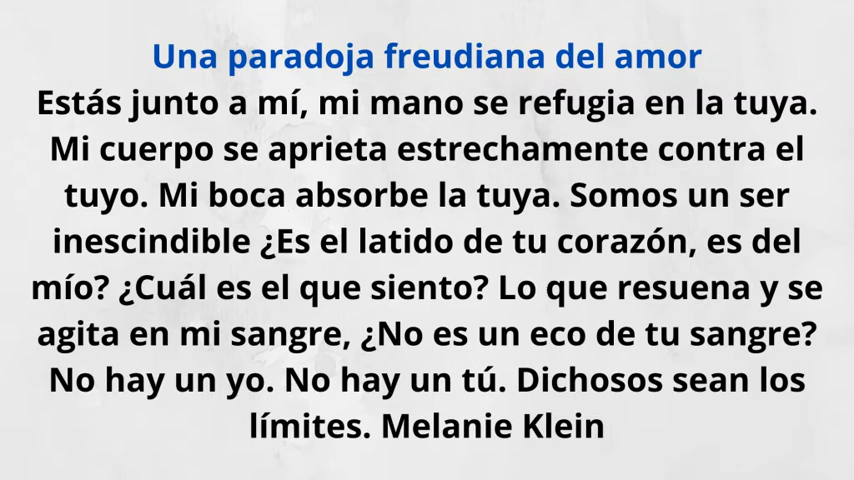 Una paradoja freudiana del amor
Estás junto a mí, mi mano se refugia en la tuya.
Mi cuerpo se aprieta estrechamente contra el
tuyo. Mi boca absorbe la tuya. Somos un ser
inescindible ¿Es el latido de tu corazón, es del
mío? ¿Cuál es el que siento? Lo que resuena y se
agita en mi sangre, ¿No es un eco de tu sangre?
No hay un yo. No hay un tú. Dichosos sean los
límites. Melanie Klein